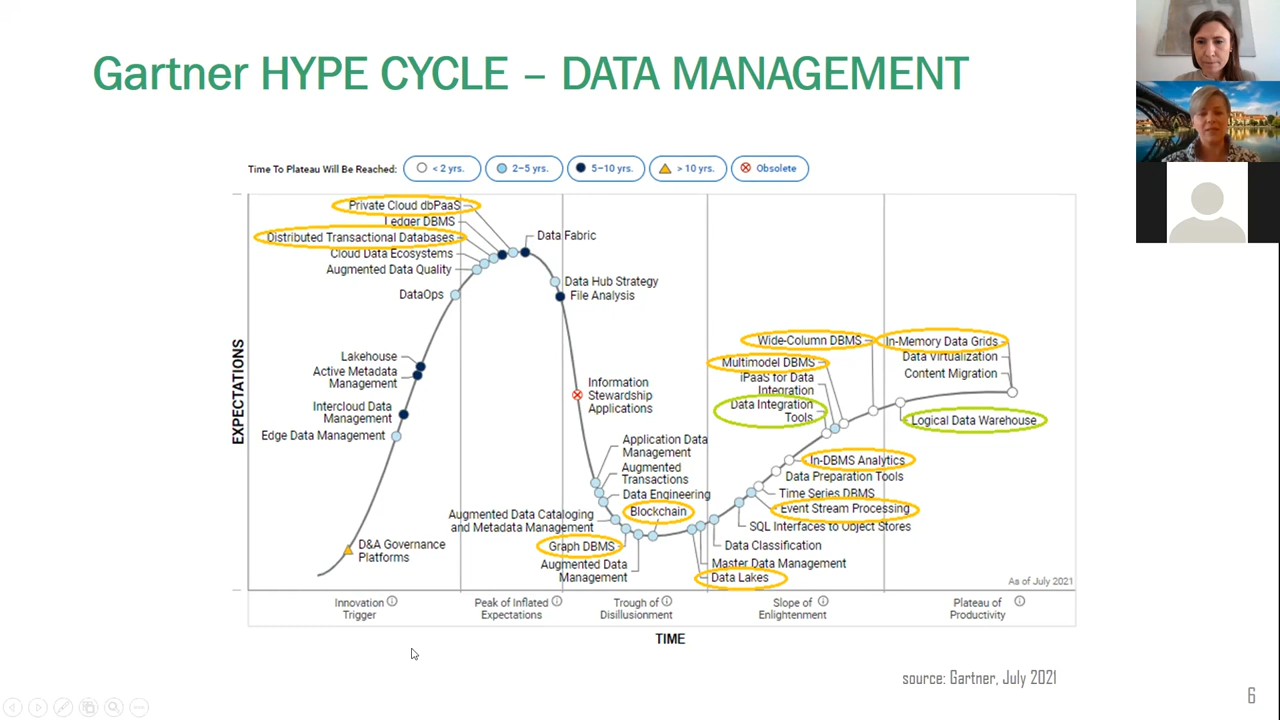 Gartner HYPE CYCLE – DATA MANAGEMENT
Time To Plateau Will Be Reached:
< 2 yrs.
2–5 yrs.
5–10 yrs.
> 10 yrs.
Obsolete
EXPECTATIONS
Private Cloud dbPaaS
Ledger DBMS
Distributed Transactional Databases
Cloud Data Ecosystems
Augmented Data Quality
DataOps
Lakehouse
Active Metadata
Management
Intercloud Data
Management
Edge Data Management
D&A Governance
Platforms
Data Fabric
Data Hub Strategy
File Analysis
Information
Stewardship
Applications
Application Data
Management
Augmented
Transactions
Data Engineering
Augmented Data Cataloging
and Metadata Management
Blockchain
Graph DBMS
Augmented Data
Management
Data Lakes
Master Data Management
Data Classification
SQL Interfaces to Object Stores
Event Stream Processing
Time Series DBMS
Data Preparation Tools
In-DBMS Analytics
Data Integration
Tools
iPaaS for Data
Integration
Multimodel DBMS
Wide-Column DBMS
In-Memory Data Grids
Data Virtualization
Content Migration
Logical Data Warehouse
As of July 2021
Innovation
Trigger
Peak of Inflated
Expectations
Trough of
Disillusionment
Slope of
Enlightenment
Plateau of
Productivity
TIME
source: Gartner, July 2021
6